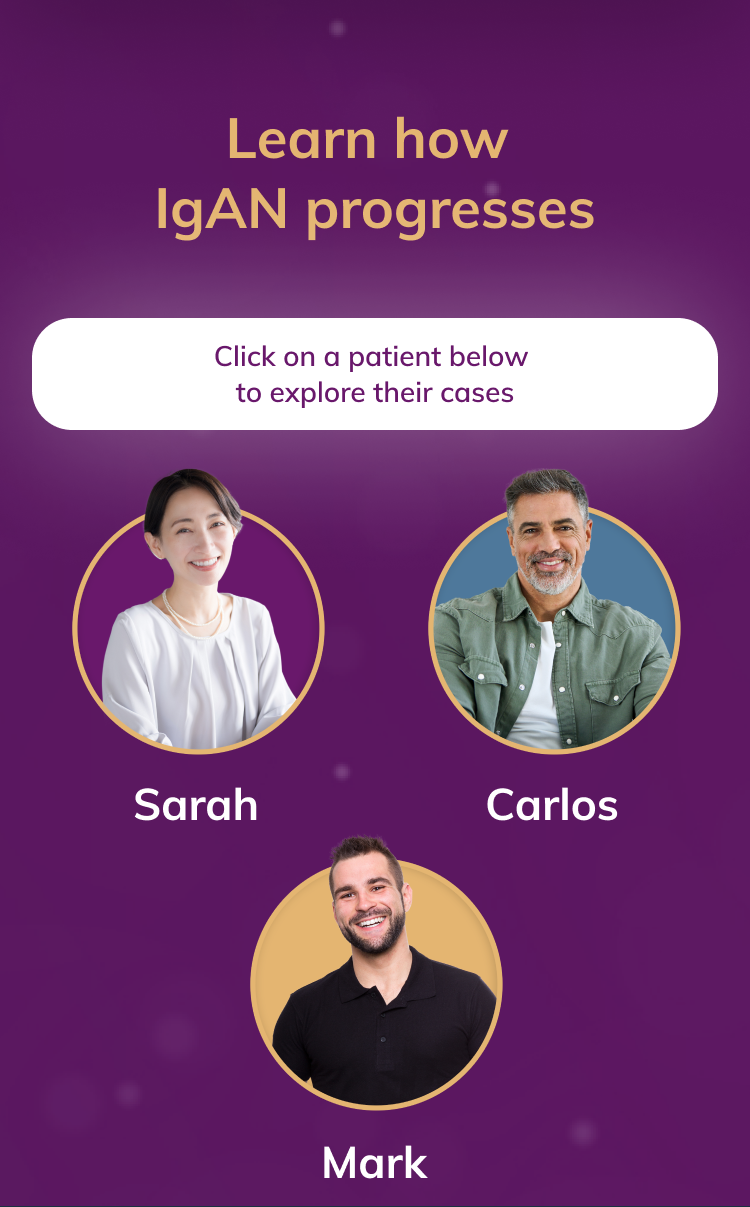 Learn how
IgAN progresses
Click on a patient below
to explore their cases
Sarah
Carlos
Mark